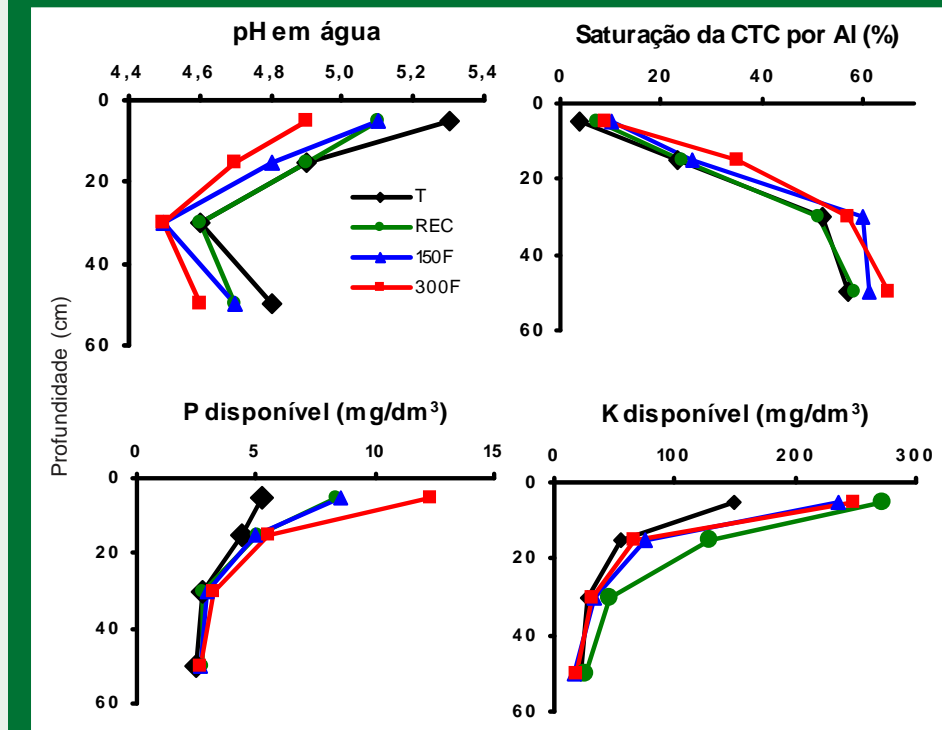 pH em água
4,4 4,6 4,8 5,0 5,2 5,4
0
20
40
60
T
REC
150F
300F
Saturação da CTC por Al (%)
0 20 40 60
0
20
40
60
Profundidade (cm)
P disponível (mg/dm³)
0 5 10 15
0
20
40
60
K disponível (mg/dm³)
0 100 200 300
0
20
40
60